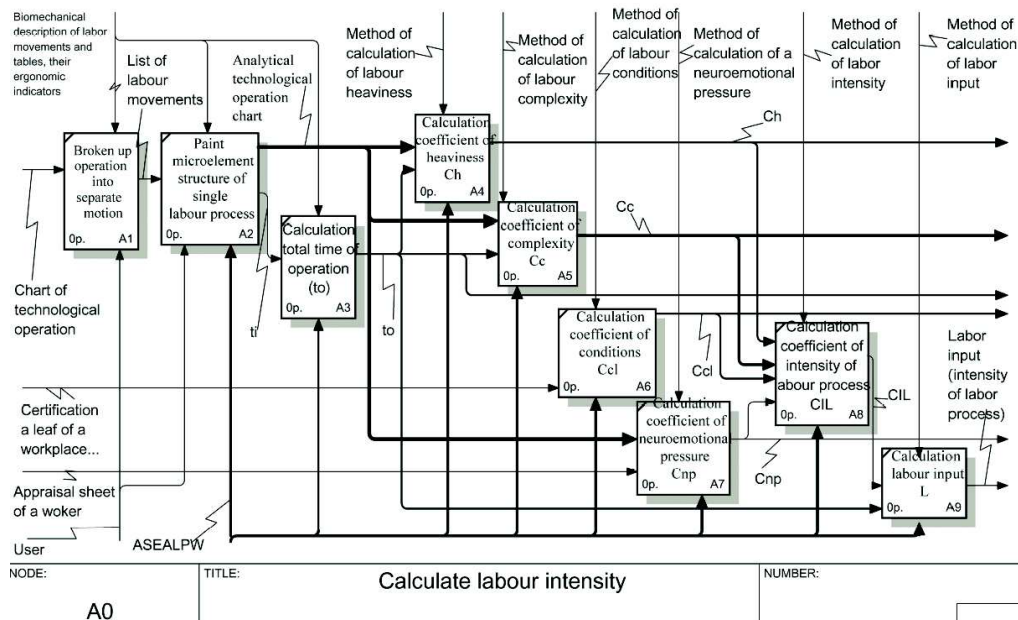 Biomechanical
description of labor
movements and
tables, their
ergonomic
indicators
List of
labour
movements
Analytical
technological
operation
chart
Method of
calculation
of labour
heaviness
Method of
calculation
of labour
complexity
Method of
calculation
of labour
conditions
Method of
calculation of a
neuroemotional
pressure
Method of
calculation
of labor
intensity
Method of
calculation
of labor
input
Broken up
operation
into
separate
motion
0p. A1
Paint
microelement
structure of
single
labour process
0p. A2
Calculation
total time of
operation
(to)
0p. A3
Calculation
coefficient of
heaviness
Ch
0p. A4
Calculation
coefficient of
complexity
Cc
0p. A5
Calculation
coefficient of
conditions
Ccl
0p. A6
Calculation
coefficient of
neuroemotiona
pressure
Cnp
0p. A7
Calculation
coefficient of
intensity of
abour process
CIL
0p. A8
Calculation
labour input
L
0p. A9
Ch
Cc
Ccl
CIL
Cnp
ti
to
Chart of
technological
operation
Certification
a leaf of a
workplace...
Appraisal sheet
of a woker
User
ASEALPW
Labor
input
(intensity
of labor
process)
NODE:
A0
TITLE:
Calculate labour intensity
NUMBER: